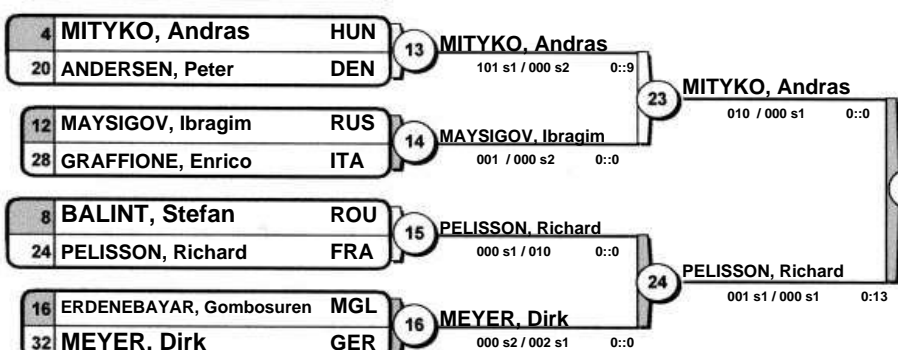 4 MITYKO, Andras HUN
20 ANDERSEN, Peter DEN
13
MITYKO, Andras
101 s1 / 000 s2 0::9
12 MAYSIGOV, Ibragim RUS
28 GRAFFIONE, Enrico ITA
14
MAYSIGOV, Ibragim
001 / 000 s2 0::0
23
MITYKO, Andras
010 / 000 s1 0::0
8 BALINT, Stefan ROU
24 PELISSON, Richard FRA
15
PELISSON, Richard
000 s1 / 010 0::0
16 ERDENEBAYAR, Gombosuren MGL
32 MEYER, Dirk GER
16
MEYER, Dirk
000 s2 / 002 s1 0::0
24
PELISSON, Richard
001 s1 / 000 s1 0:13